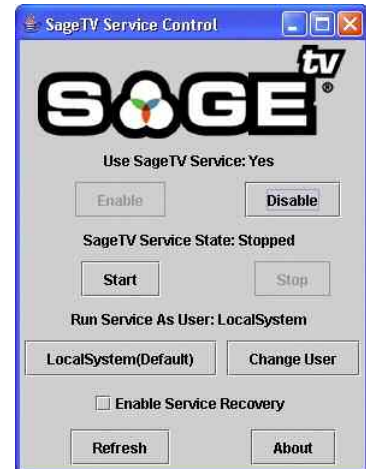 SageTV Service Control
SAGE tv ®
Use SageTV Service: Yes
Enable Disable
SageTV Service State: Stopped
Start Stop
Run Service As User: LocalSystem
LocalSystem(Default) Change User
Enable Service Recovery
Refresh About